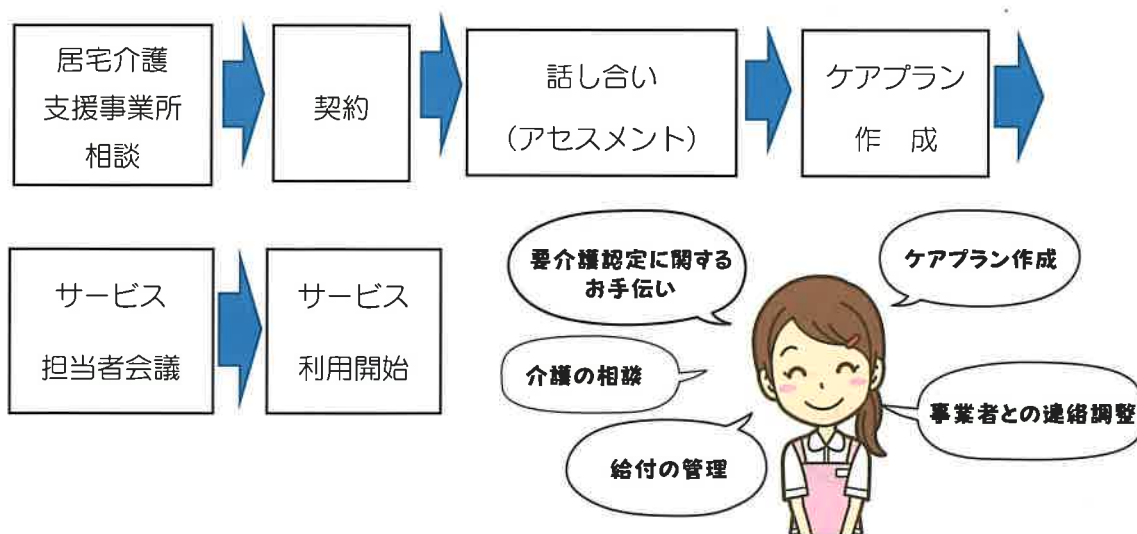 居宅介護
支援事業所
相談
契約
話し合い
（アセスメント）
ケアプラン
作　成
サービス
担当者会議
サービス
利用開始
要介護認定に関する
お手伝い
ケアプラン作成
介護の相談
事業者との連絡調整
給付の管理